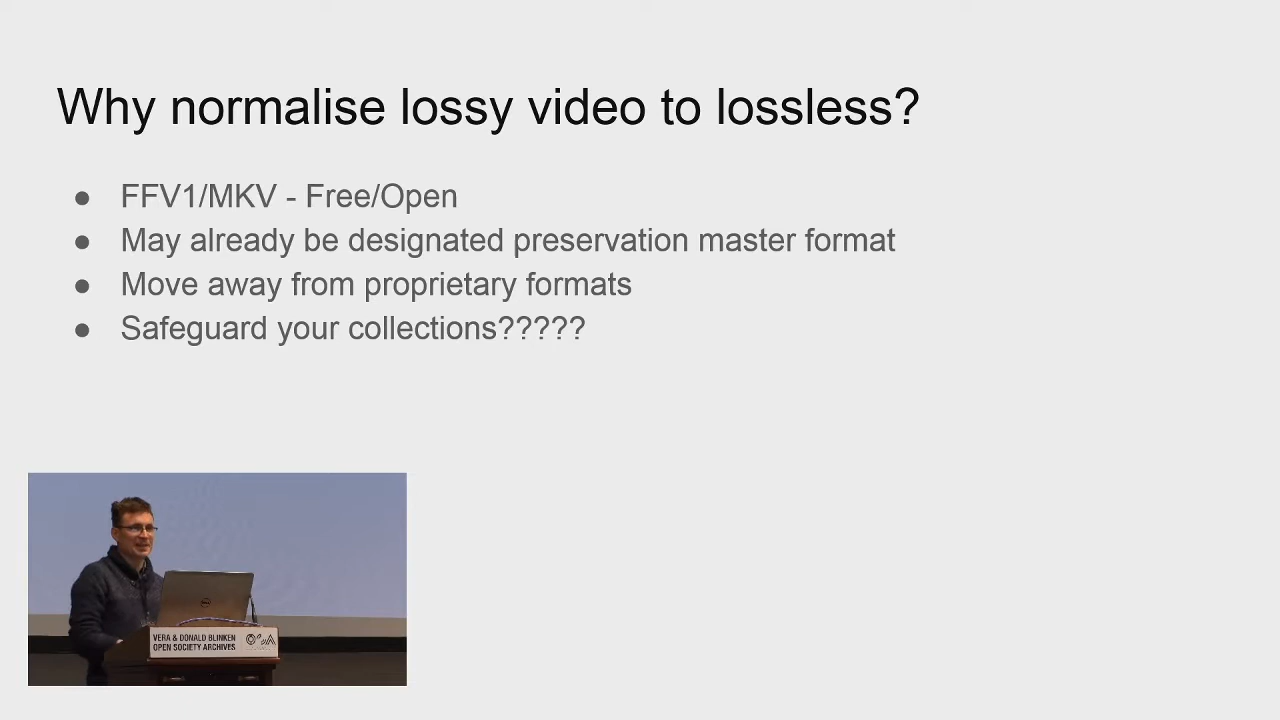 Why normalise lossy video to lossless?
● FFV1/MKV - Free/Open
● May already be designated preservation master format
● Move away from proprietary formats
● Safeguard your collections?????
VERA & DONALD BLINKEN
OPEN SOCIETY ARCHIVES